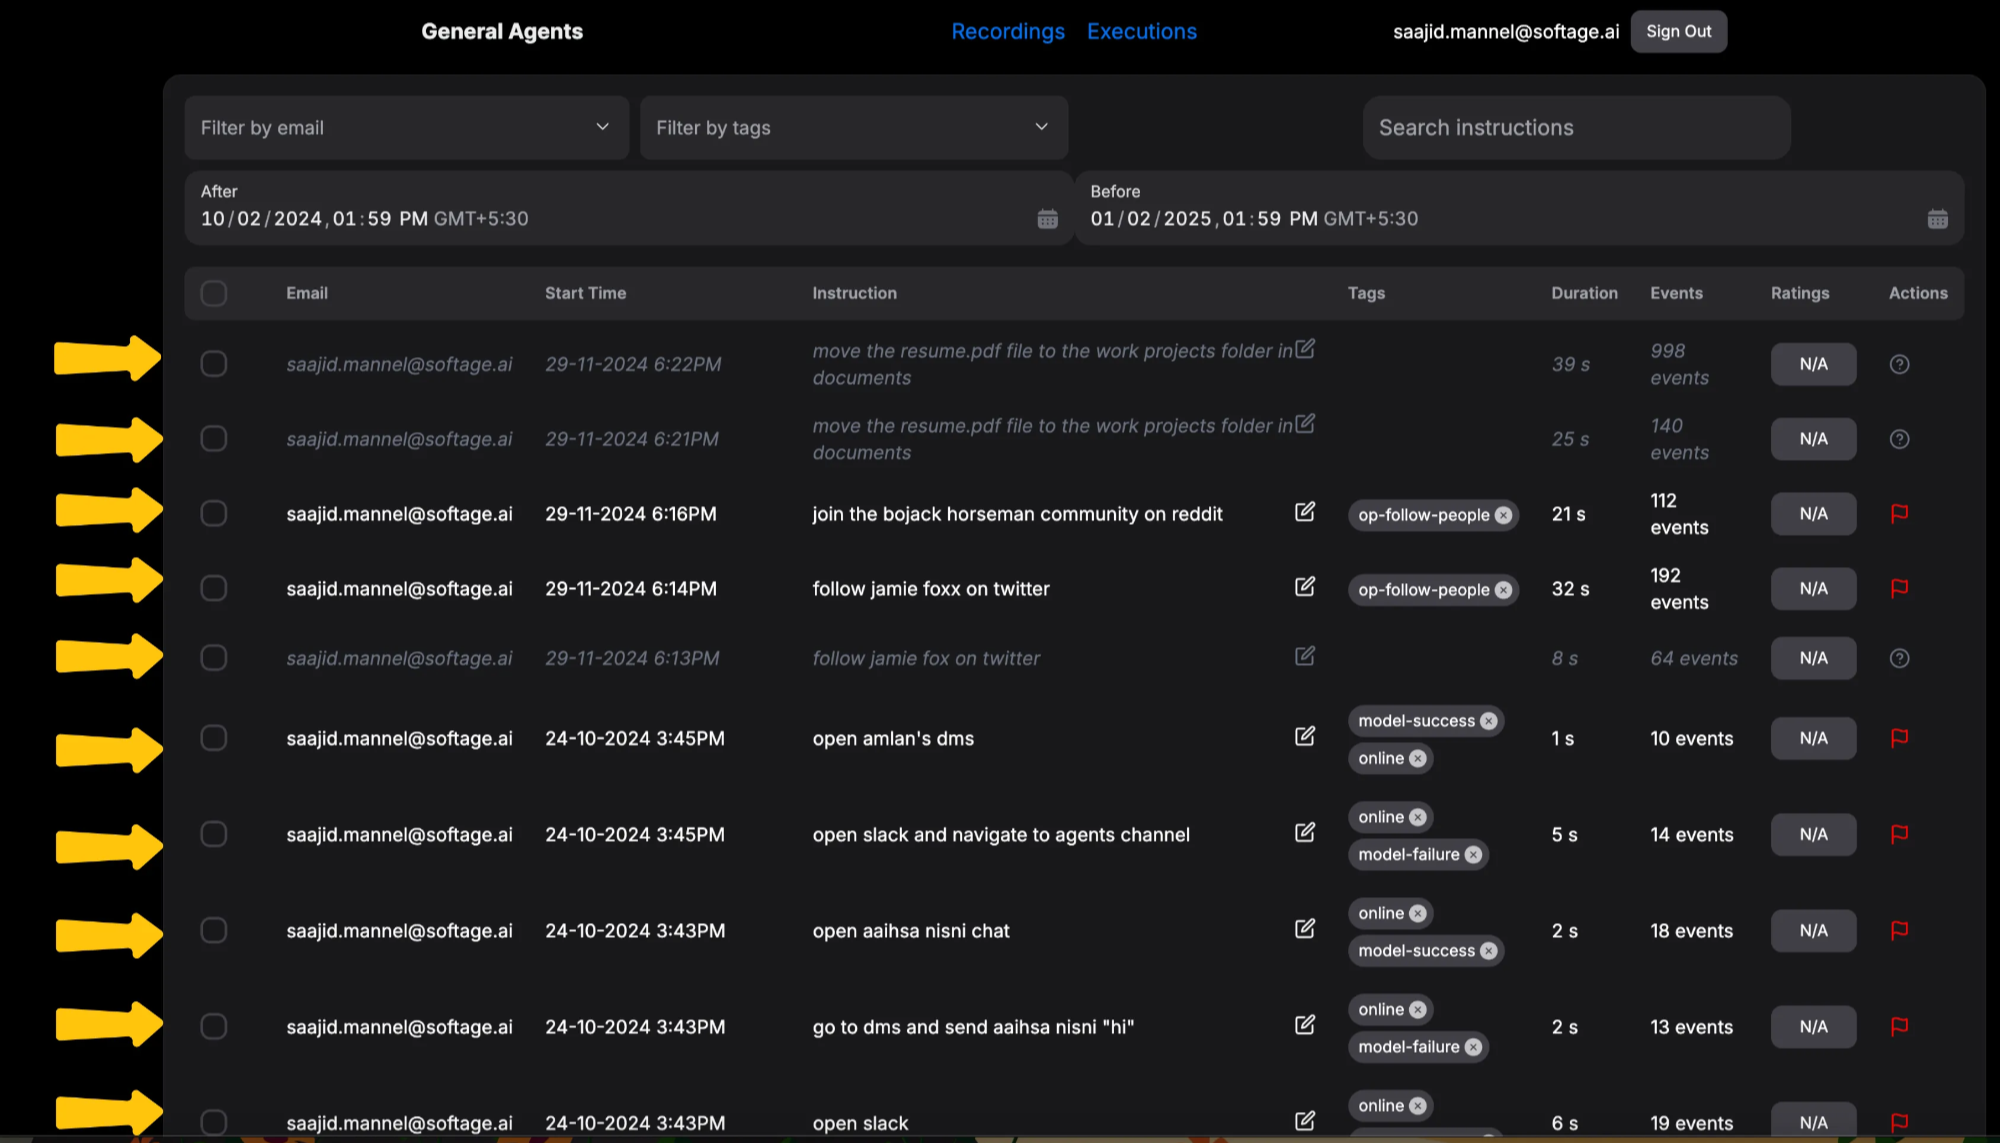 General Agents
Recordings Executions
saajid.mannel@softage.ai Sign Out
Filter by email
Filter by tags
Search instructions
After
10/02/2024, 01:59 PM GMT+5:30
Before
01/02/2025, 01:59 PM GMT+5:30
Email Start Time Instruction Tags Duration Events Ratings Actions
saajid.mannel@softage.ai 29-11-2024 6:22PM move the resume.pdf file to the work projects folder in 39 s 998 N/A
documents events
saajid.mannel@softage.ai 29-11-2024 6:21PM move the resume.pdf file to the work projects folder in 25 s 140 N/A
documents events
saajid.mannel@softage.ai 29-11-2024 6:16PM join the bojack horseman community on reddit op-follow-people 21 s 112 N/A
events
saajid.mannel@softage.ai 29-11-2024 6:14PM follow jamie foxx on twitter op-follow-people 32 s 192 N/A
events
saajid.mannel@softage.ai 29-11-2024 6:13PM follow jamie fox on twitter 8 s 64 events N/A
saajid.mannel@softage.ai 24-10-2024 3:45PM open amlan's dms model-success 1 s 10 events N/A
online
saajid.mannel@softage.ai 24-10-2024 3:45PM open slack and navigate to agents channel online 5 s 14 events N/A
model-failure
saajid.mannel@softage.ai 24-10-2024 3:43PM open aaihsa nisni chat online 2 s 18 events N/A
model-success
saajid.mannel@softage.ai 24-10-2024 3:43PM go to dms and send aaihsa nisni "hi" online 2 s 13 events N/A
model-failure
saajid.mannel@softage.ai 24-10-2024 3:43PM open slack online 6 s 19 events N/A